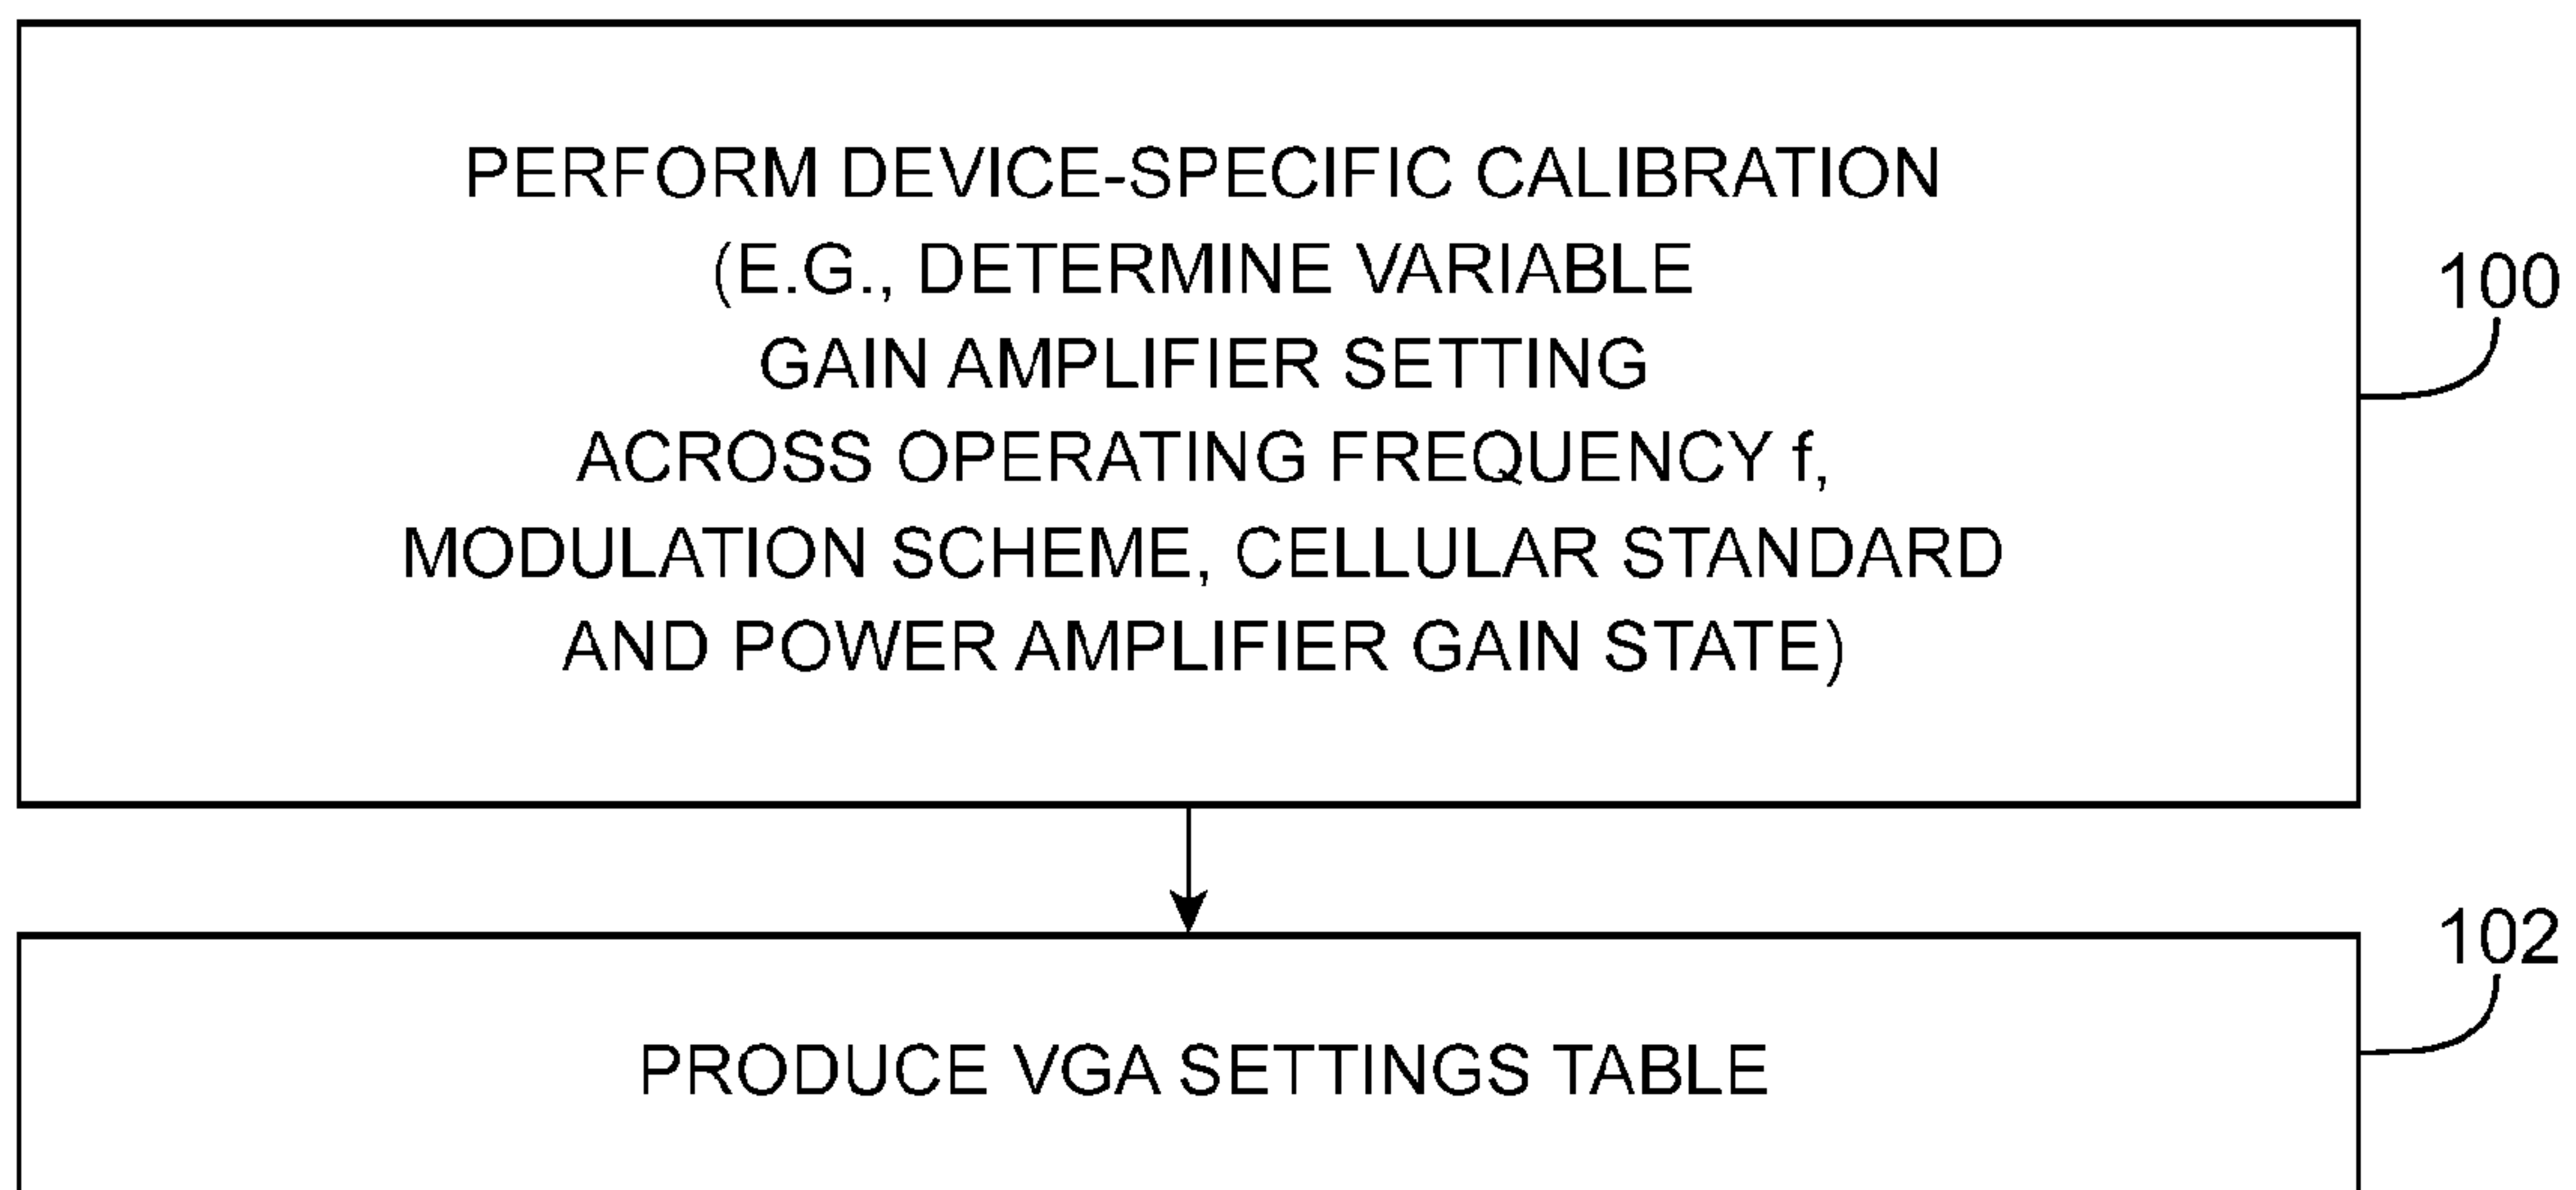 PERFORM DEVICE-SPECIFIC CALIBRATION
(E.G., DETERMINE VARIABLE
GAIN AMPLIFIER SETTING
ACROSS OPERATING FREQUENCY f,
MODULATION SCHEME, CELLULAR STANDARD
AND POWER AMPLIFIER GAIN STATE)
100
PRODUCE VGA SETTINGS TABLE
102